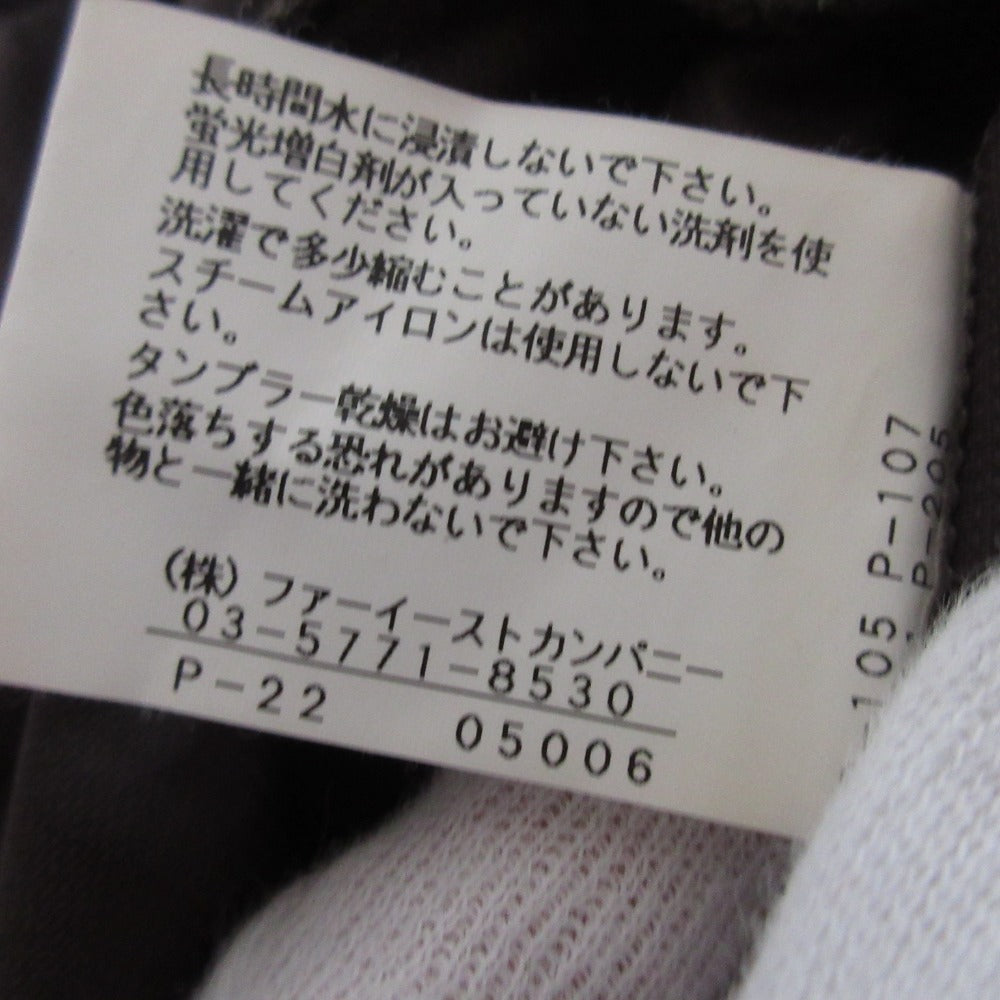 長時間水に浸漬しないで下さい。
蛍光増白剤が入っていない洗剤を使
用してください。
洗濯で多少縮むことがあります。
スチームアイロンは使用しないで下
さい。
タンブラー乾燥はお避け下さい。
色落ちする恐れがありますので他の
物と一緒に洗わないで下さい。
(株)ファーイーストカンパニー
03-5771-8530
P-22 05006
-105 P-107
P-205